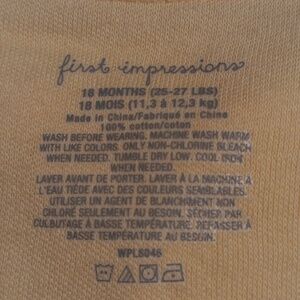 first impressions
18 MONTHS (25-27 LBS)
18 MOIS (11,3 à 12,3 kg)
Made in China/Fabriqué en Chine
100% cotton/coton
WASH BEFORE WEARING. MACHINE WASH WARM
WITH LIKE COLORS. ONLY NON-CHLORINE BLEACH
WHEN NEEDED. TUMBLE DRY LOW. COOL IRON
WHEN NEEDED.
LAVER AVANT DE PORTER. LAVER À LA MACHINE À
L'EAU TIÈDE AVEC DES COULEURS SEMBLABLES.
UTILISER UN AGENT DE BLANCHIMENT NON
CHLORÉ SEULEMENT AU BESOIN. SÉCHER PAR
CULBUTAGE À BASSE TEMPÉRATURE. REPASSER À
BASSE TEMPÉRATURE AU BESOIN.